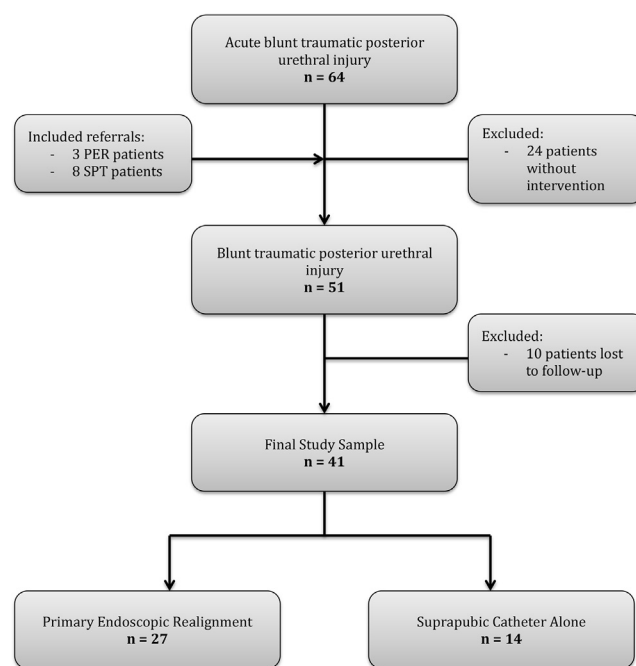 Acute blunt traumatic posterior
urethral injury
n = 64
Included referrals:
- 3 PER patients
- 8 SPT patients
Excluded:
- 24 patients
without
intervention
Blunt traumatic posterior urethral
injury
n = 51
Excluded:
- 10 patients lost
to follow-up
Final Study Sample
n = 41
Primary Endoscopic Realignment
n = 27
Suprapubic Catheter Alone
n = 14